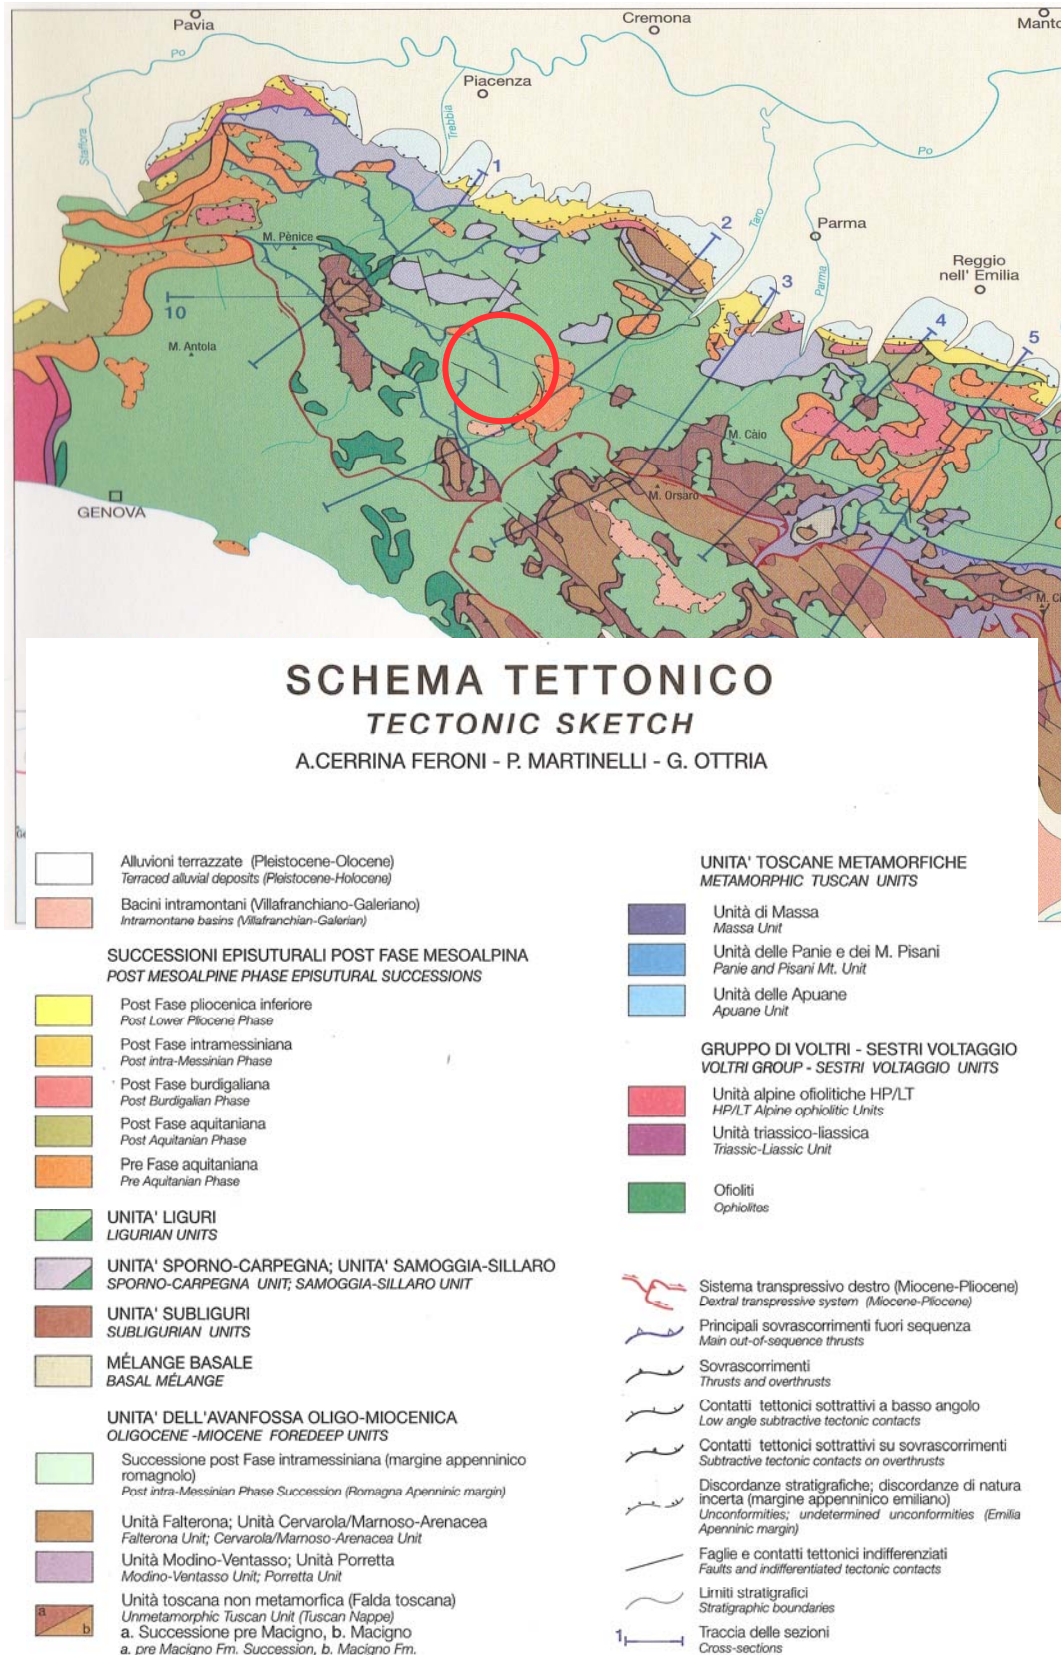 Pavia
Cremona
Manto
Po
Piacenza
Staffora
Trebbia
1
Po
2
Taro
Parma
M. Pènice
Reggio
nell' Emilia
Parma
3
10
4
5
M. Antola
M. Càio
M. Orsaro
GENOVA
SCHEMA TETTONICO
TECTONIC SKETCH
A.CERRINA FERONI - P. MARTINELLI - G. OTTRIA
Alluvioni terrazzate (Pleistocene-Olocene)
Terraced alluvial deposits (Pleistocene-Holocene)
Bacini intramontani (Villafranchiano-Galeriano)
Intramontane basins (Villafranchian-Galerian)
SUCCESSIONI EPISUTURALI POST FASE MESOALPINA
POST MESOALPINE PHASE EPISUTURAL SUCCESSIONS
Post Fase pliocenica inferiore
Post Lower Pliocene Phase
Post Fase intramessiniana
Post intra-Messinian Phase
Post Fase burdigaliana
Post Burdigalian Phase
Post Fase aquitaniana
Post Aquitanian Phase
Pre Fase aquitaniana
Pre Aquitanian Phase
UNITA' LIGURI
LIGURIAN UNITS
UNITA' SPORNO-CARPEGNA; UNITA' SAMOGGIA-SILLARO
SPORNO-CARPEGNA UNIT; SAMOGGIA-SILLARO UNIT
UNITA' SUBLIGURI
SUBLIGURIAN UNITS
MÉLANGE BASALE
BASAL MÉLANGE
UNITA' DELL'AVANFOSSA OLIGO-MIOCENICA
OLIGOCENE -MIOCENE FOREDEEP UNITS
Successione post Fase intramessiniana (margine appenninico
romagnolo)
Post intra-Messinian Phase Succession (Romagna Apenninic margin)
Unità Falterona; Unità Cervarola/Marnoso-Arenacea
Falterona Unit; Cervarola/Marnoso-Arenacea Unit
Unità Modino-Ventasso; Unità Porretta
Modino-Ventasso Unit; Porretta Unit
a
b
Unità toscana non metamorfica (Falda toscana)
Unmetamorphic Tuscan Unit (Tuscan Nappe)
a. Successione pre Macigno, b. Macigno
a. pre Macigno Fm. Succession, b. Macigno Fm.
UNITA' TOSCANE METAMORFICHE
METAMORPHIC TUSCAN UNITS
Unità di Massa
Massa Unit
Unità delle Panie e dei M. Pisani
Panie and Pisani Mt. Unit
Unità delle Apuane
Apuane Unit
GRUPPO DI VOLTRI - SESTRI VOLTAGGIO
VOLTRI GROUP - SESTRI VOLTAGGIO UNITS
Unità alpine ofiolitiche HP/LT
HP/LT Alpine ophiolitic Units
Unità triassico-liassica
Triassic-Liassic Unit
Ofioliti
Ophiolites
Sistema transpressivo destro (Miocene-Pliocene)
Dextral transpressive system (Miocene-Pliocene)
Principali sovrascorrimenti fuori sequenza
Main out-of-sequence thrusts
Sovrascorrimenti
Thrusts and overthrusts
Contatti tettonici sottrattivi a basso angolo
Low angle subtractive tectonic contacts
Contatti tettonici sottrattivi su sovrascorrimenti
Subtractive tectonic contacts on overthrusts
Discordanze stratigrafiche; discordanze di natura
incerta (margine appenninico emiliano)
Unconformities; undetermined unconformities (Emilia
Apenninic margin)
Faglie e contatti tettonici indifferenziati
Faults and indifferentiated tectonic contacts
Limiti stratigrafici
Stratigraphic boundaries
1
Traccia delle sezioni
Cross-sections